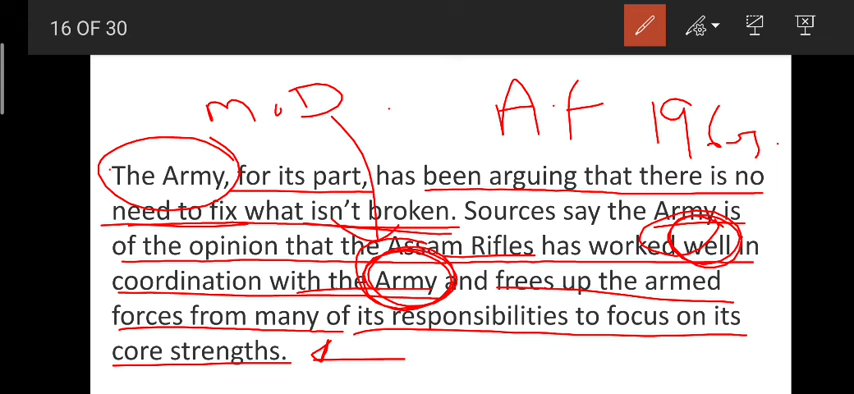 16 OF 30
M.O.D. A.F 1965
The Army, for its part, has been arguing that there is no
need to fix what isn't broken. Sources say the Army is
of the opinion that the Assam Rifles has worked well in
coordination with the Army and frees up the armed
forces from many of its responsibilities to focus on its
core strengths.